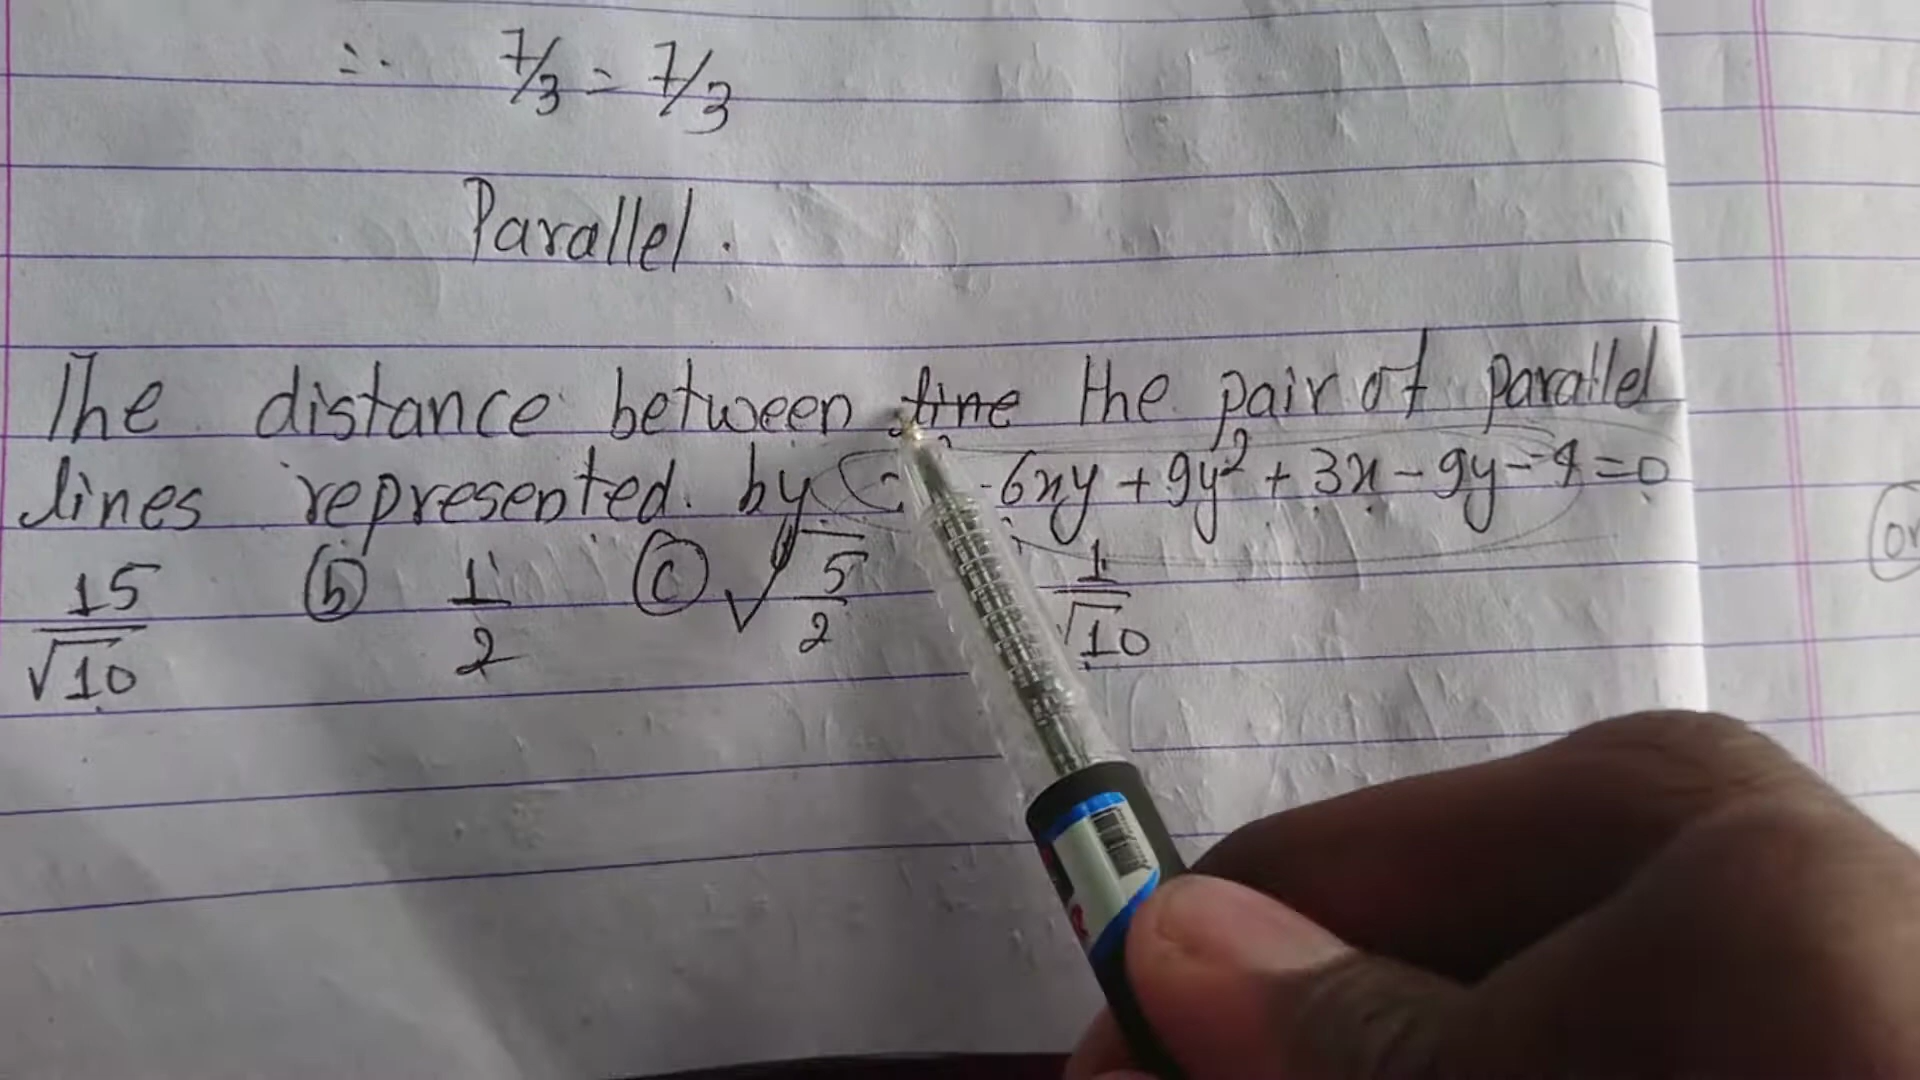 ∴ 7/3 = 7/3
Parallel.
The distance between line the pair of parallel
lines represented by -6xy + 9y² + 3x - 9y - 4 = 0
15/√10 (b) 1/2 (c) √5/2 1/√10
or